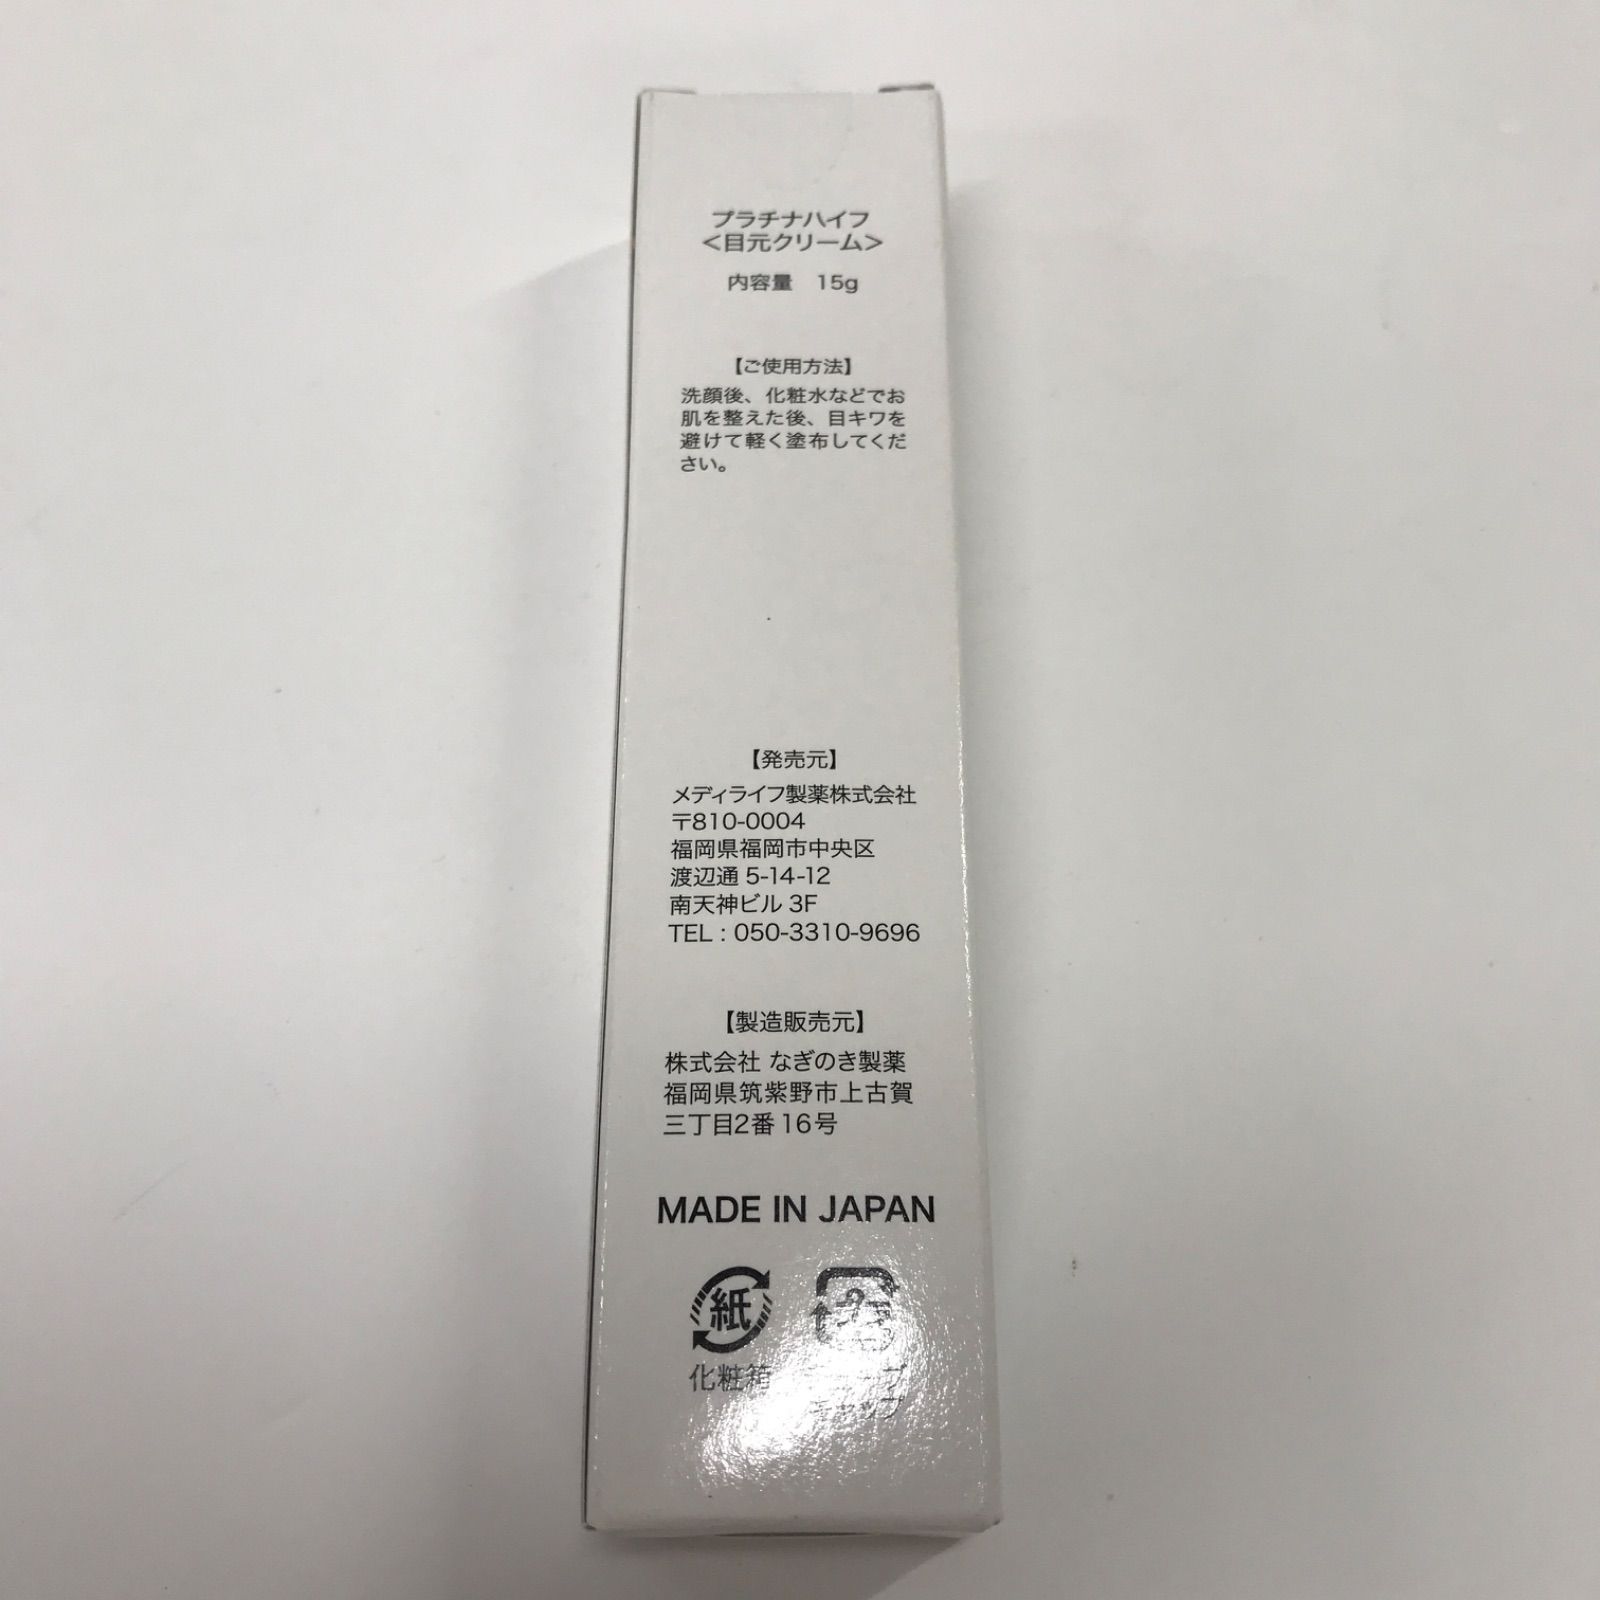 プラチナハイフ
＜目元クリーム＞
内容量　15g
【ご使用方法】
洗顔後、化粧水などでお
肌を整えた後、目キワを
避けて軽く塗布してくだ
さい。
【発売元】
メディライフ製薬株式会社
〒810-0004
福岡県福岡市中央区
渡辺通 5-14-12
南天神ビル 3F
TEL : 050-3310-9696
【製造販売元】
株式会社 なぎのき製薬
福岡県筑紫野市上古賀
三丁目2番16号
MADE IN JAPAN
紙
化粧箱
キャップ